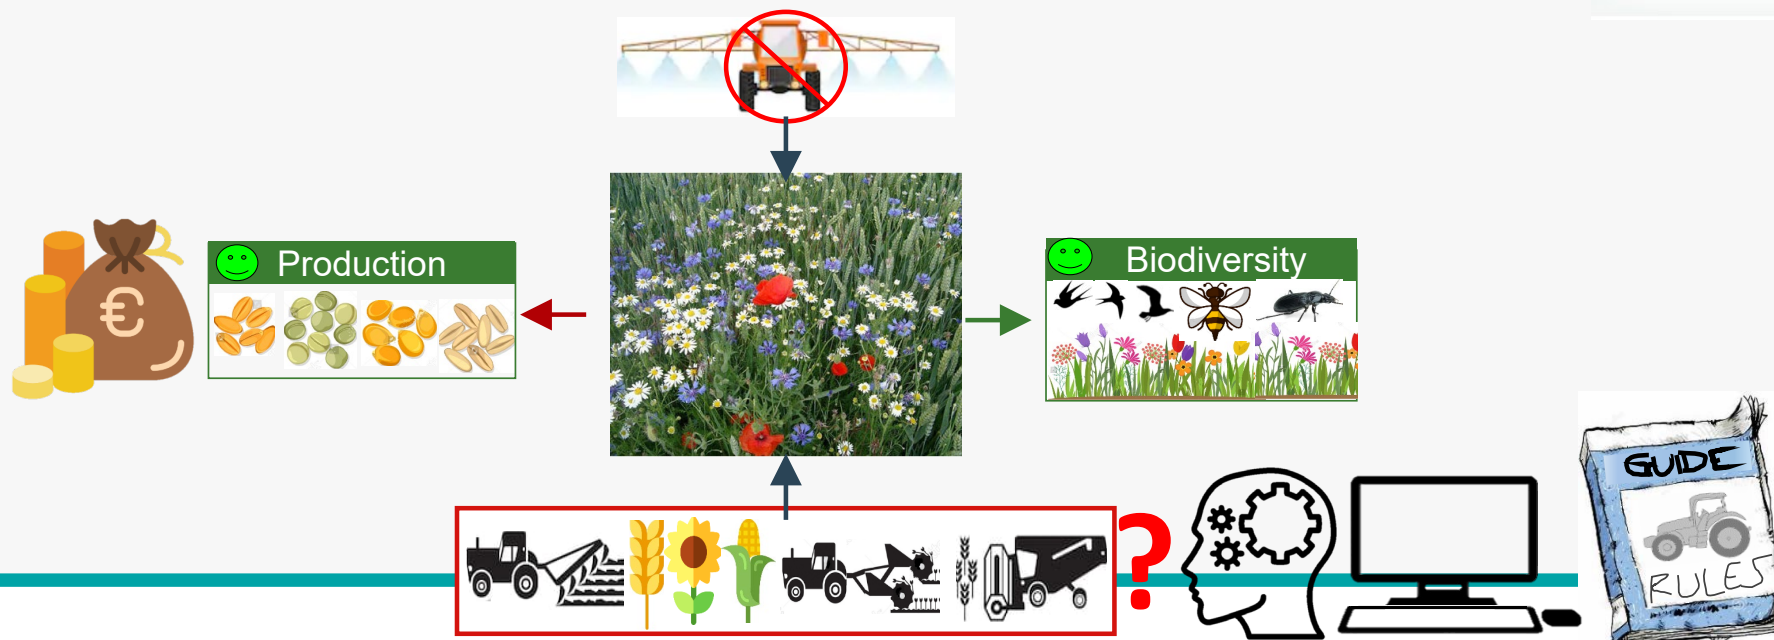 Production
Biodiversity
€
?
GUIDE
RULES